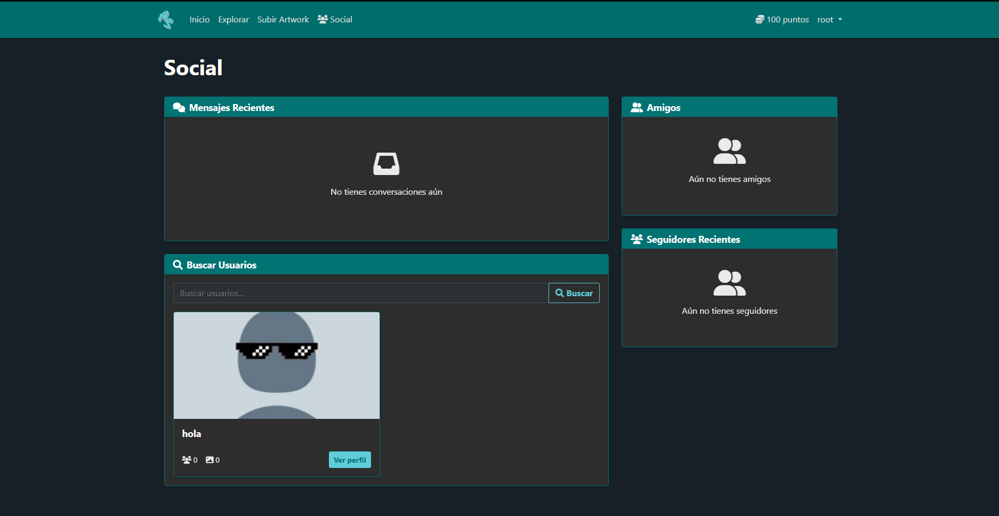 Inicio Explorar Subir Artwork Social 100 puntos root
Social
Mensajes Recientes
No tienes conversaciones aún
Buscar Usuarios
Buscar usuarios... Buscar
hola
0 0 Ver perfil
Amigos
Aún no tienes amigos
Seguidores Recientes
Aún no tienes seguidores